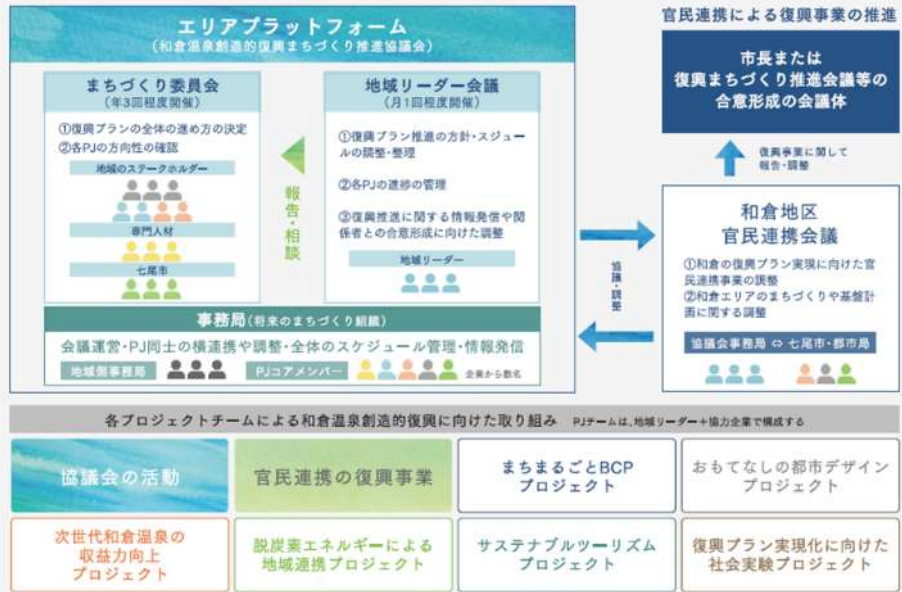 エリアプラットフォーム
(和倉温泉創造的復興まちづくり推進協議会)
まちづくり委員会
(年3回程度開催)
①復興プランの全体の進め方の決定
②各PJの方向性の確認
地域のステークホルダー
専門人材
七尾市
報告・相談
地域リーダー会議
(月1回程度開催)
①復興プラン推進の方針・スジュー
ルの調整・整理
②各PJの進捗の管理
③復興推進に関する情報発信や関
係者との合意形成に向けた調整
地域リーダー
事務局(将来のまちづくり組織)
会議運営・PJ同士の横連携や調整・全体のスケジュール管理・情報発信
地域側事務局
PJコアメンバー
企業から数名
協議・調整
官民連携による復興事業の推進
市長または
復興まちづくり推進会議等の
合意形成の会議体
復興事業に関して
報告・調整
和倉地区
官民連携会議
①和倉の復興プラン実現に向けた官
民連携事業の調整
②和倉エリアのまちづくりや基盤計
画に関する調整
協議会事務局 ⇔ 七尾市・都市局
各プロジェクトチームによる和倉温泉創造的復興に向けた取り組み PJチームは、地域リーダー+協力企業で構成する
協議会の活動
官民連携の復興事業
まちまるごとBCP
プロジェクト
おもてなしの都市デザイン
プロジェクト
次世代和倉温泉の
収益力向上
プロジェクト
脱炭素エネルギーによる
地域連携プロジェクト
サステナブルツーリズム
プロジェクト
復興プラン実現化に向けた
社会実験プロジェクト